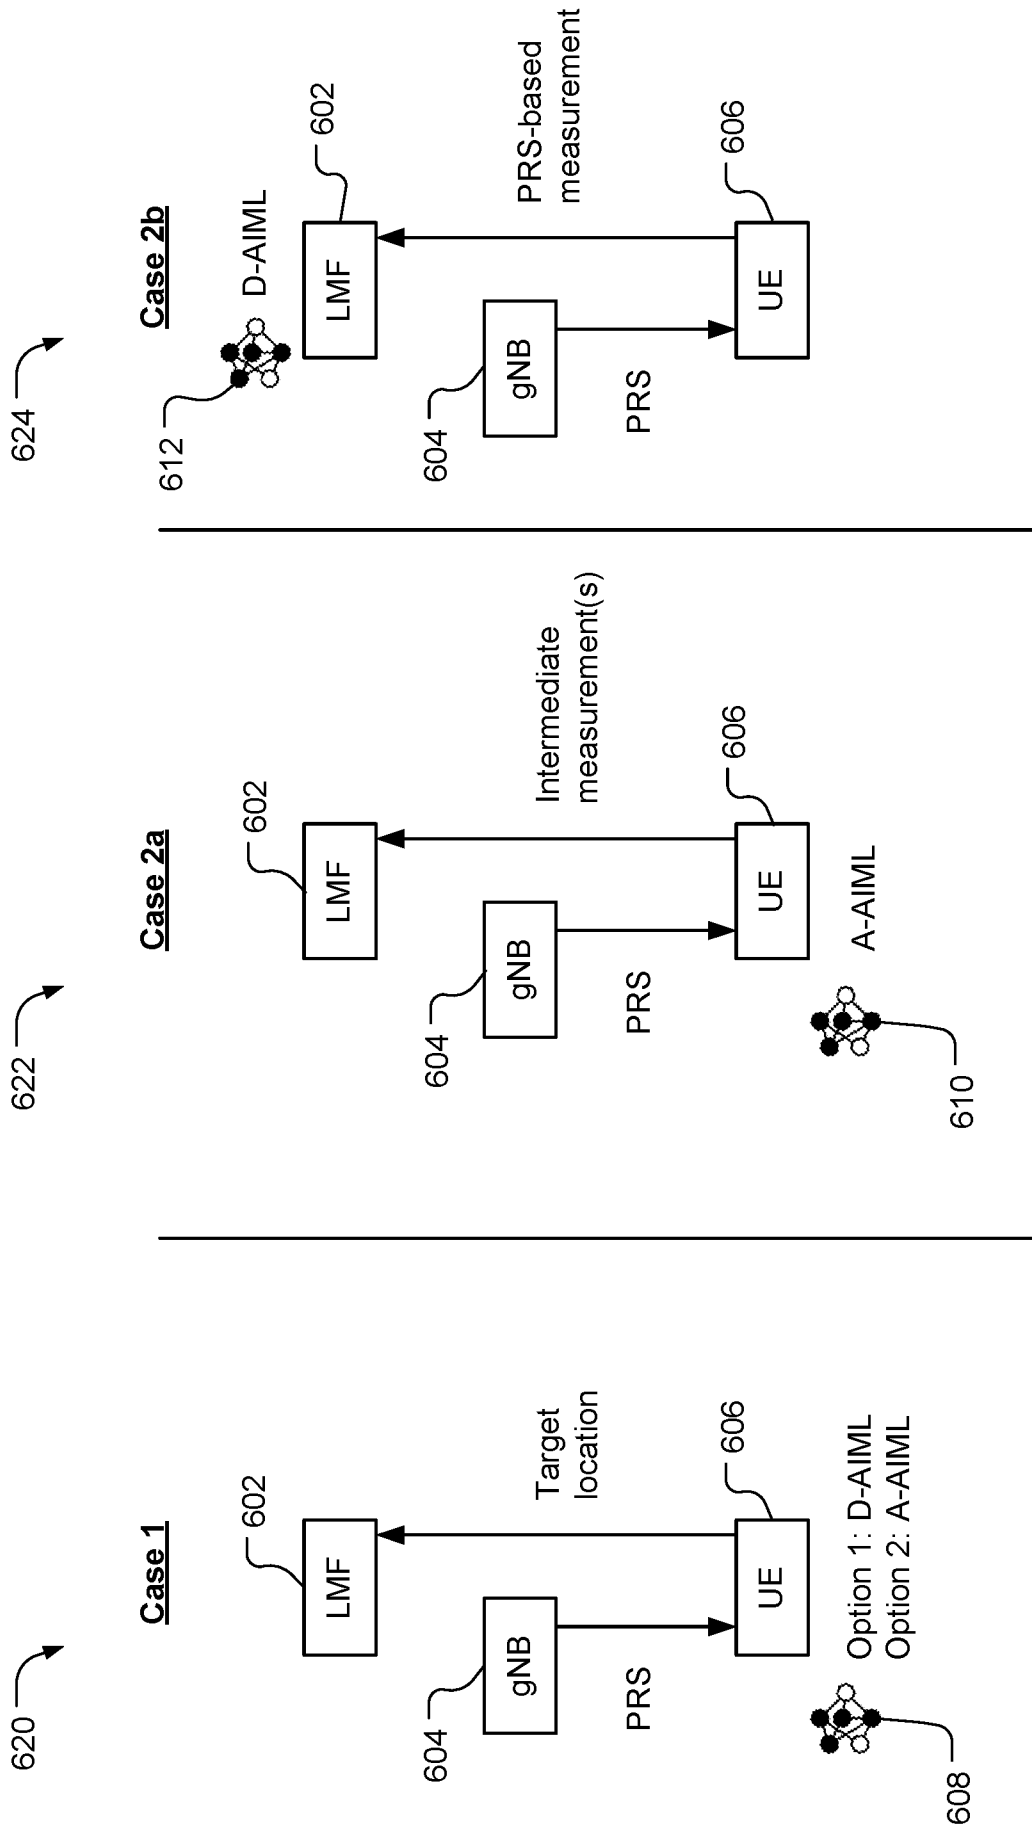 620
Case 1
602
LMF
604
gNB
Target
location
PRS
606
UE
Option 1: D-AIML
Option 2: A-AIML
608
622
Case 2a
602
LMF
604
gNB
Intermediate
measurement(s)
PRS
606
UE
A-AIML
610
624
Case 2b
612
D-AIML
602
LMF
604
gNB
PRS-based
measurement
PRS
606
UE